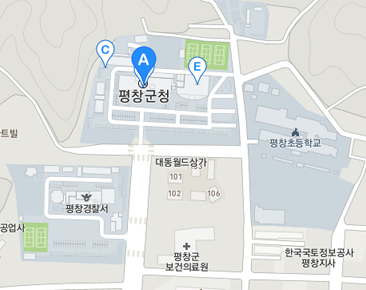 C
A
E
평창군청
트빌
평창초등학교
대동월드상가
101
102
106
평창경찰서
공업사
평창군
보건의료원
한국국토정보공사
평창지사